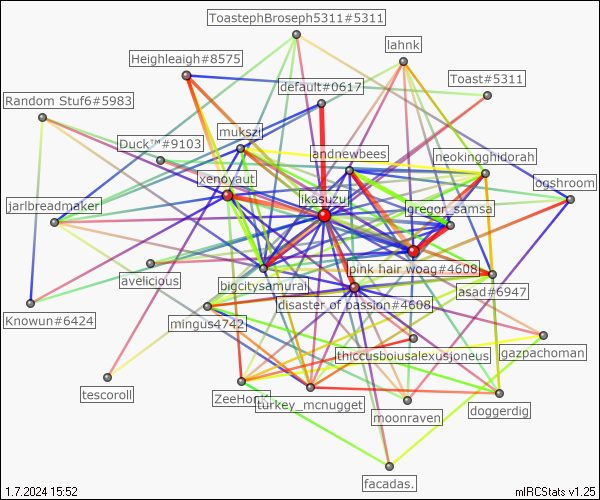 ToastephBroseph5311#5311
lahnk
Heighleaigh#8575
Toast#5311
default#0617
Random Stuf6#5983
mukszi
Duck™#9103
andnewbees
neokingghidorah
xenoyaut
ogshroom
ikasuzu
jarlbreadmaker
gregor_samsa
avelicious
pink hair woag#4608
bigcitysamurai
asad#6947
disaster of passion#4608
Knowun#6424
mingus4742
thiccusboiusalexusjoneus
gazpachoman
tescoroll
ZeeHonk
turkey_mcnugget
moonraven
doggerdig
facadas.
1.7.2024 15:52
mIRCStats v1.25